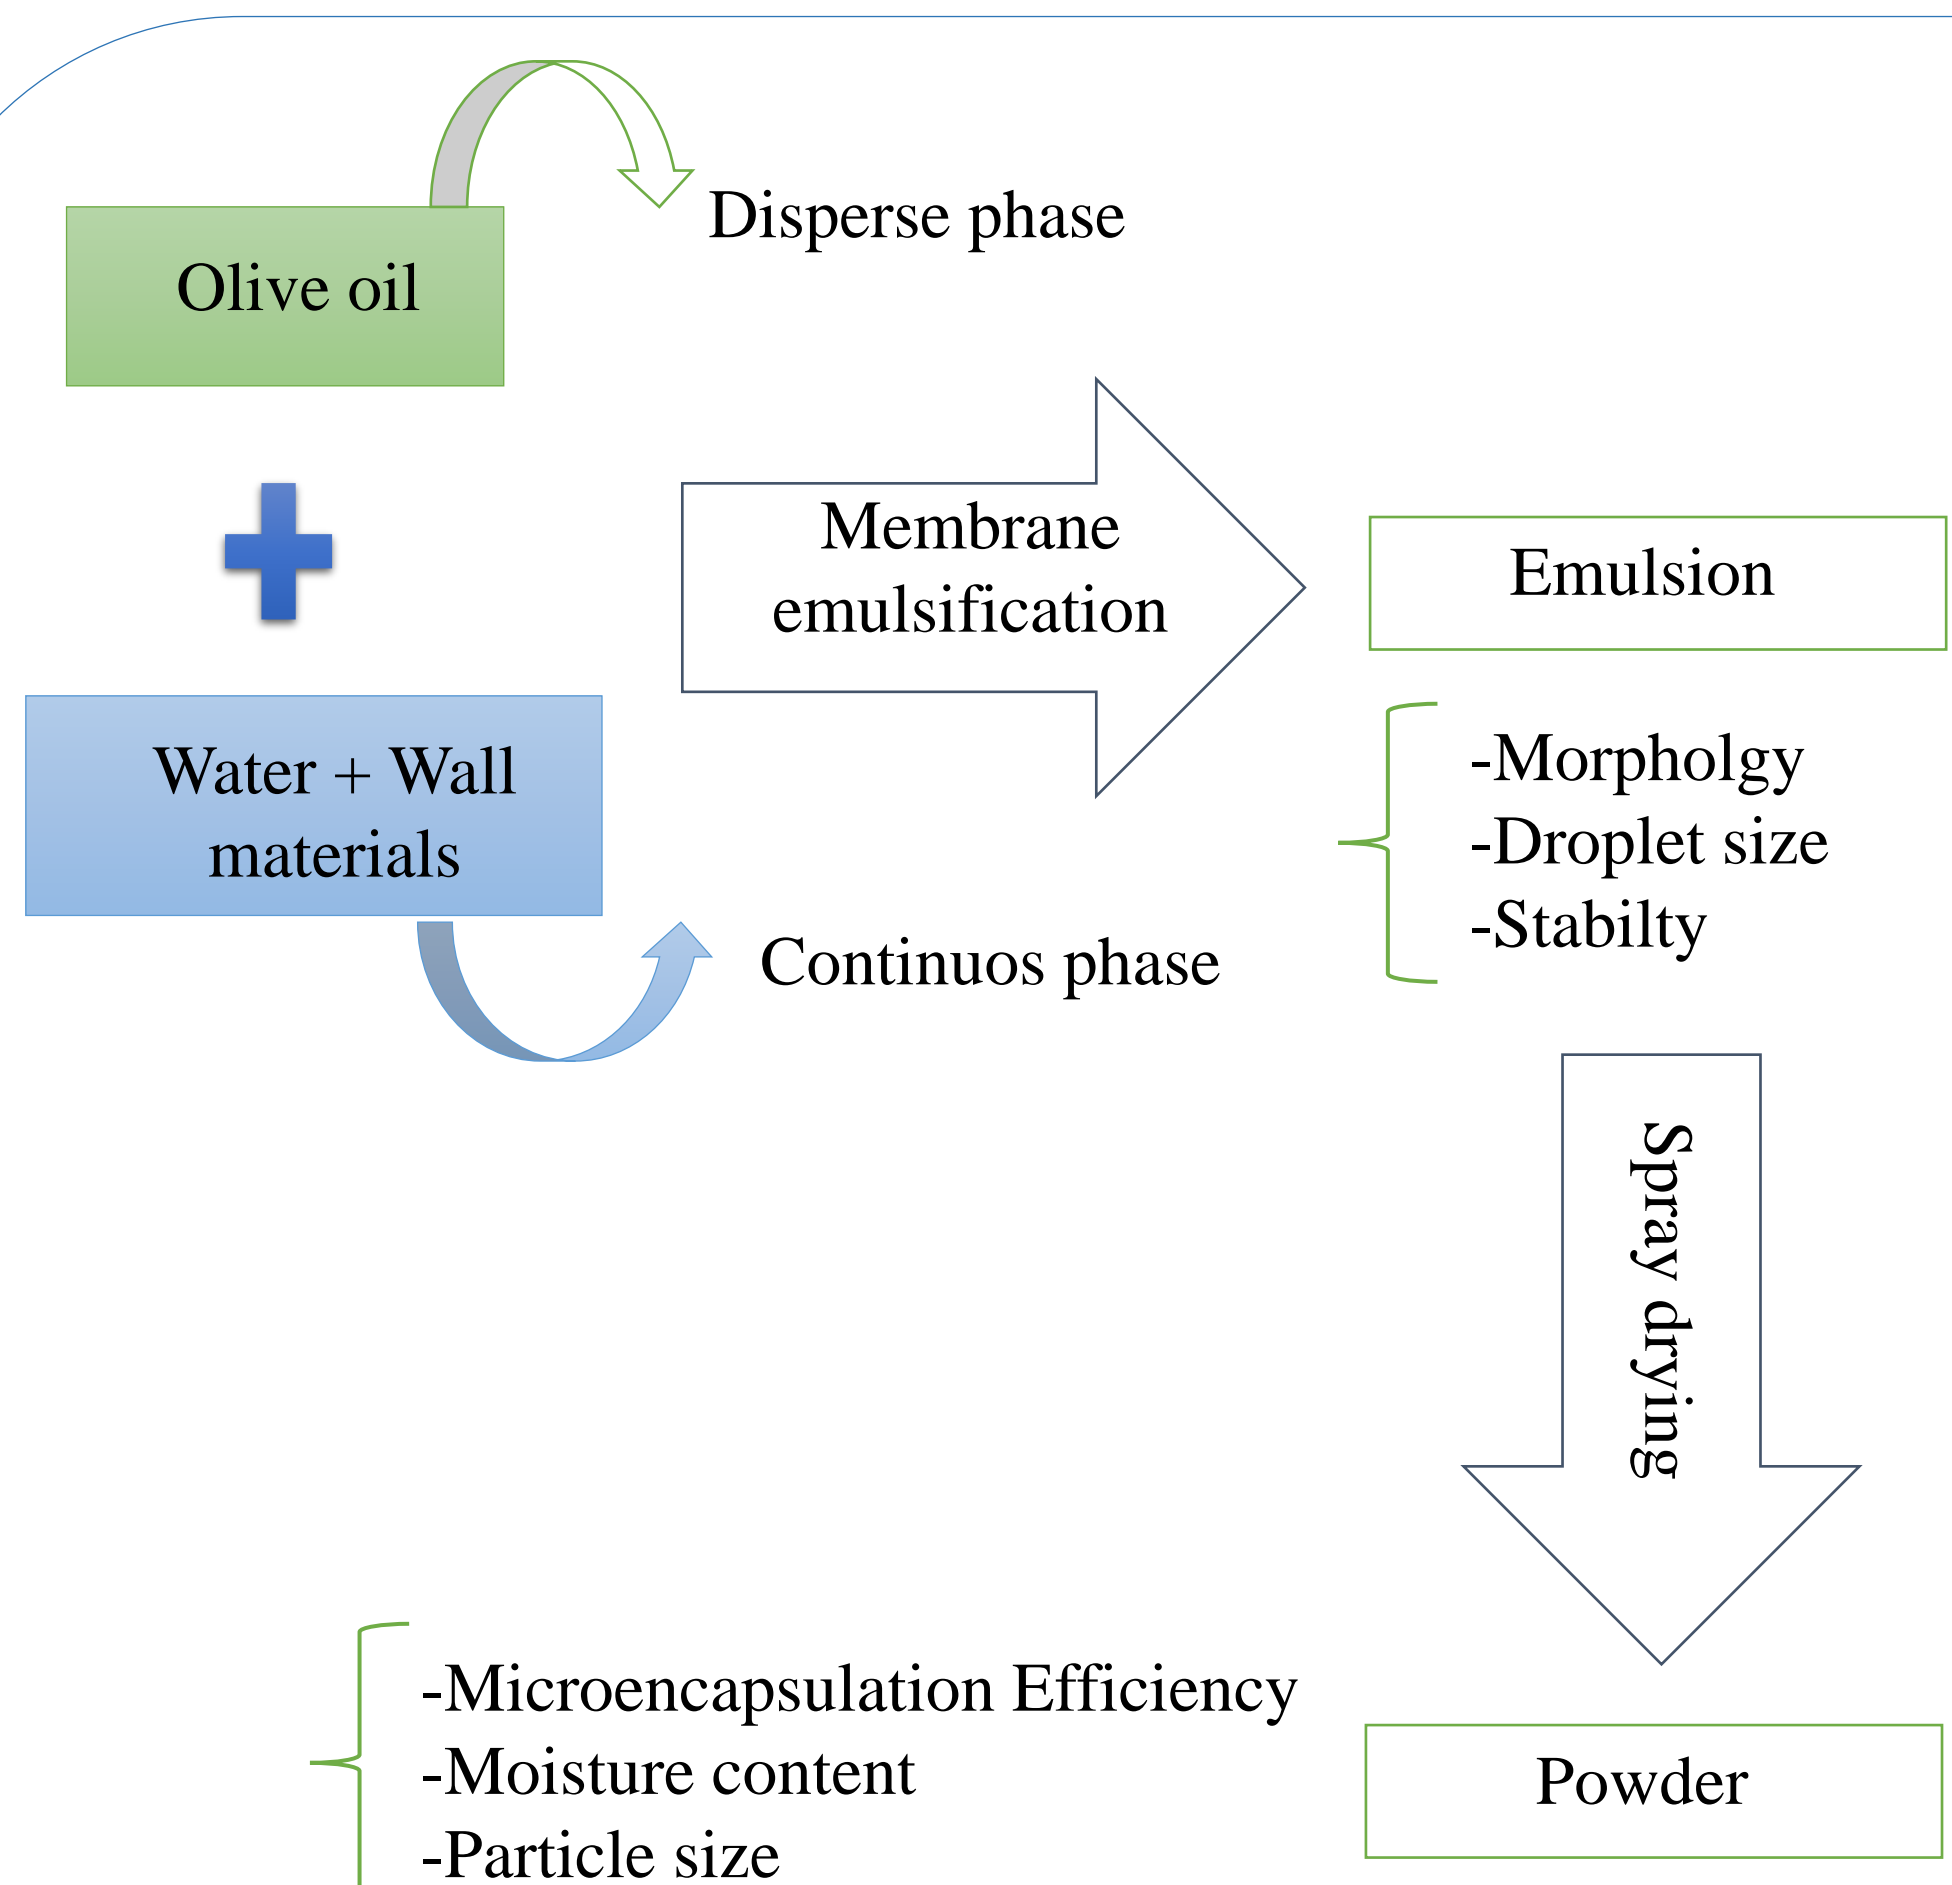 Disperse phase
Olive oil
Membrane
emulsification
Emulsion
Water + Wall
materials
-Morpholgy
-Droplet size
-Stabilty
Continuos phase
Spray drying
-Microencapsulation Efficiency
-Moisture content
-Particle size
Powder